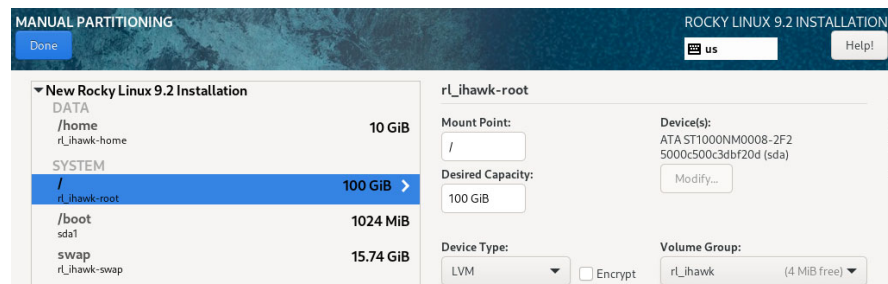 MANUAL PARTITIONING
ROCKY LINUX 9.2 INSTALLATION
Done
us
Help!
New Rocky Linux 9.2 Installation
DATA
/home
10 GiB
rl_ihawk-home
SYSTEM
/
100 GiB
rl_ihawk-root
/boot
1024 MiB
sda1
swap
15.74 GiB
rl_ihawk-swap
rl_ihawk-root
Mount Point:
/
Desired Capacity:
100 GiB
Device(s):
ATA ST1000NM0008-2F2
5000c500c3dbf20d (sda)
Modify...
Device Type:
LVM
Encrypt
Volume Group:
rl_ihawk (4 MiB free)